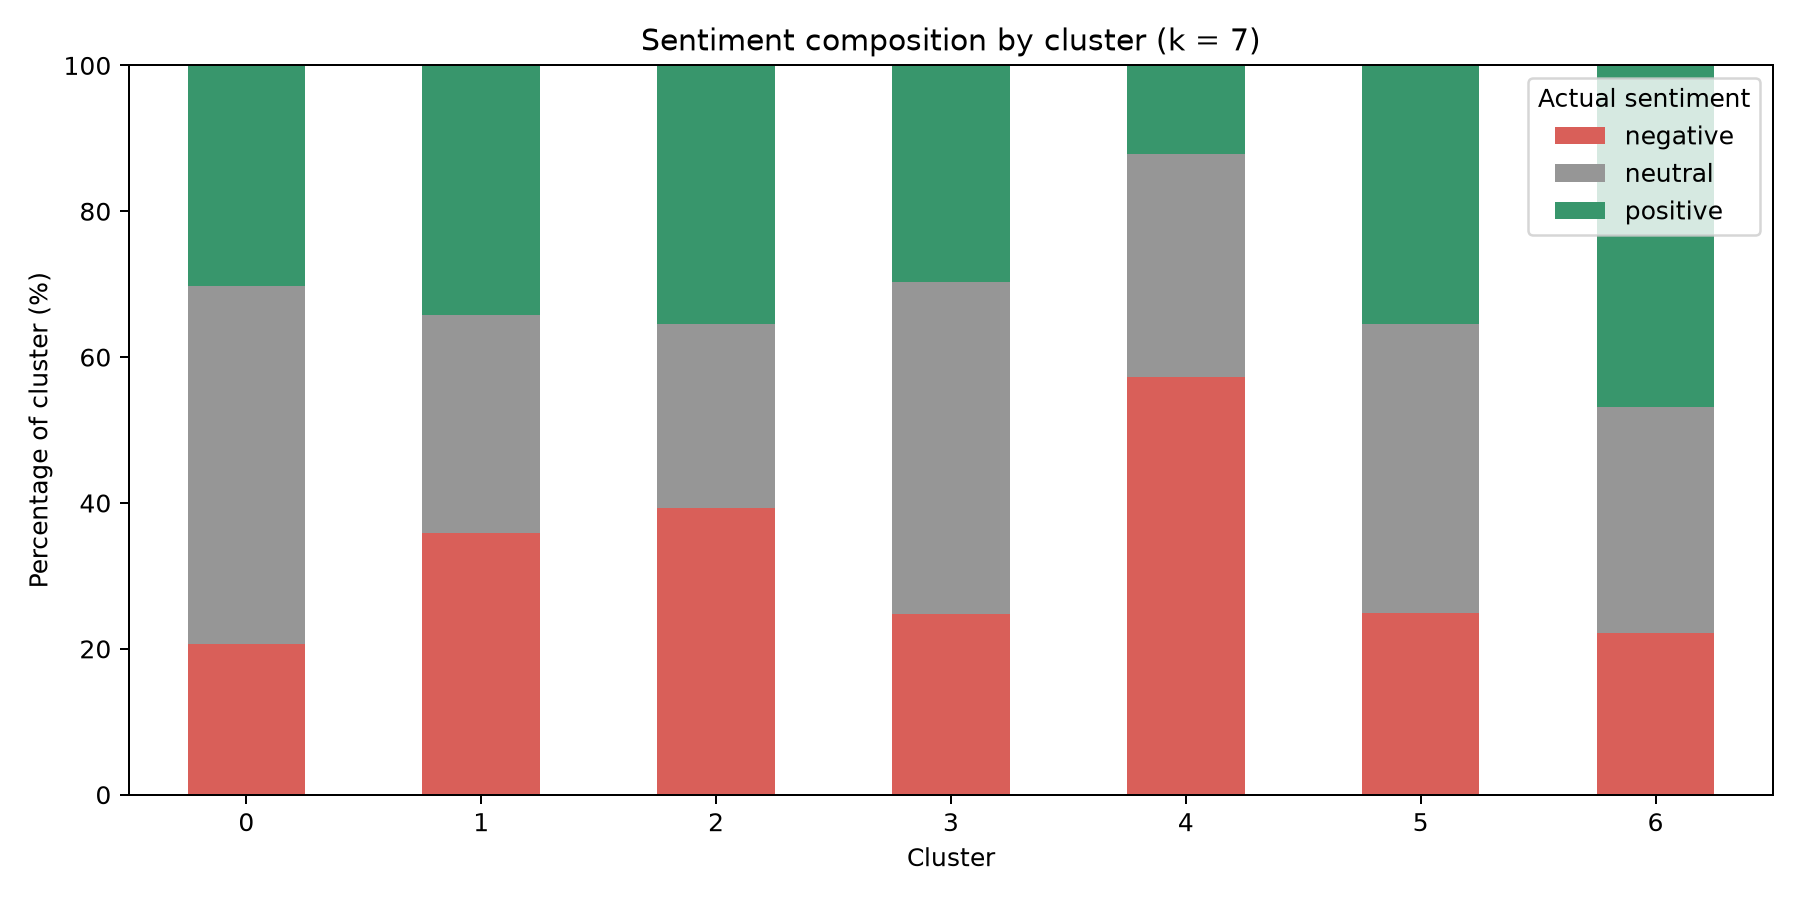 Sentiment composition by cluster (k = 7)
Percentage of cluster (%)
100
80
60
40
20
0
Actual sentiment
negative
neutral
positive
0 1 2 3 4 5 6
Cluster